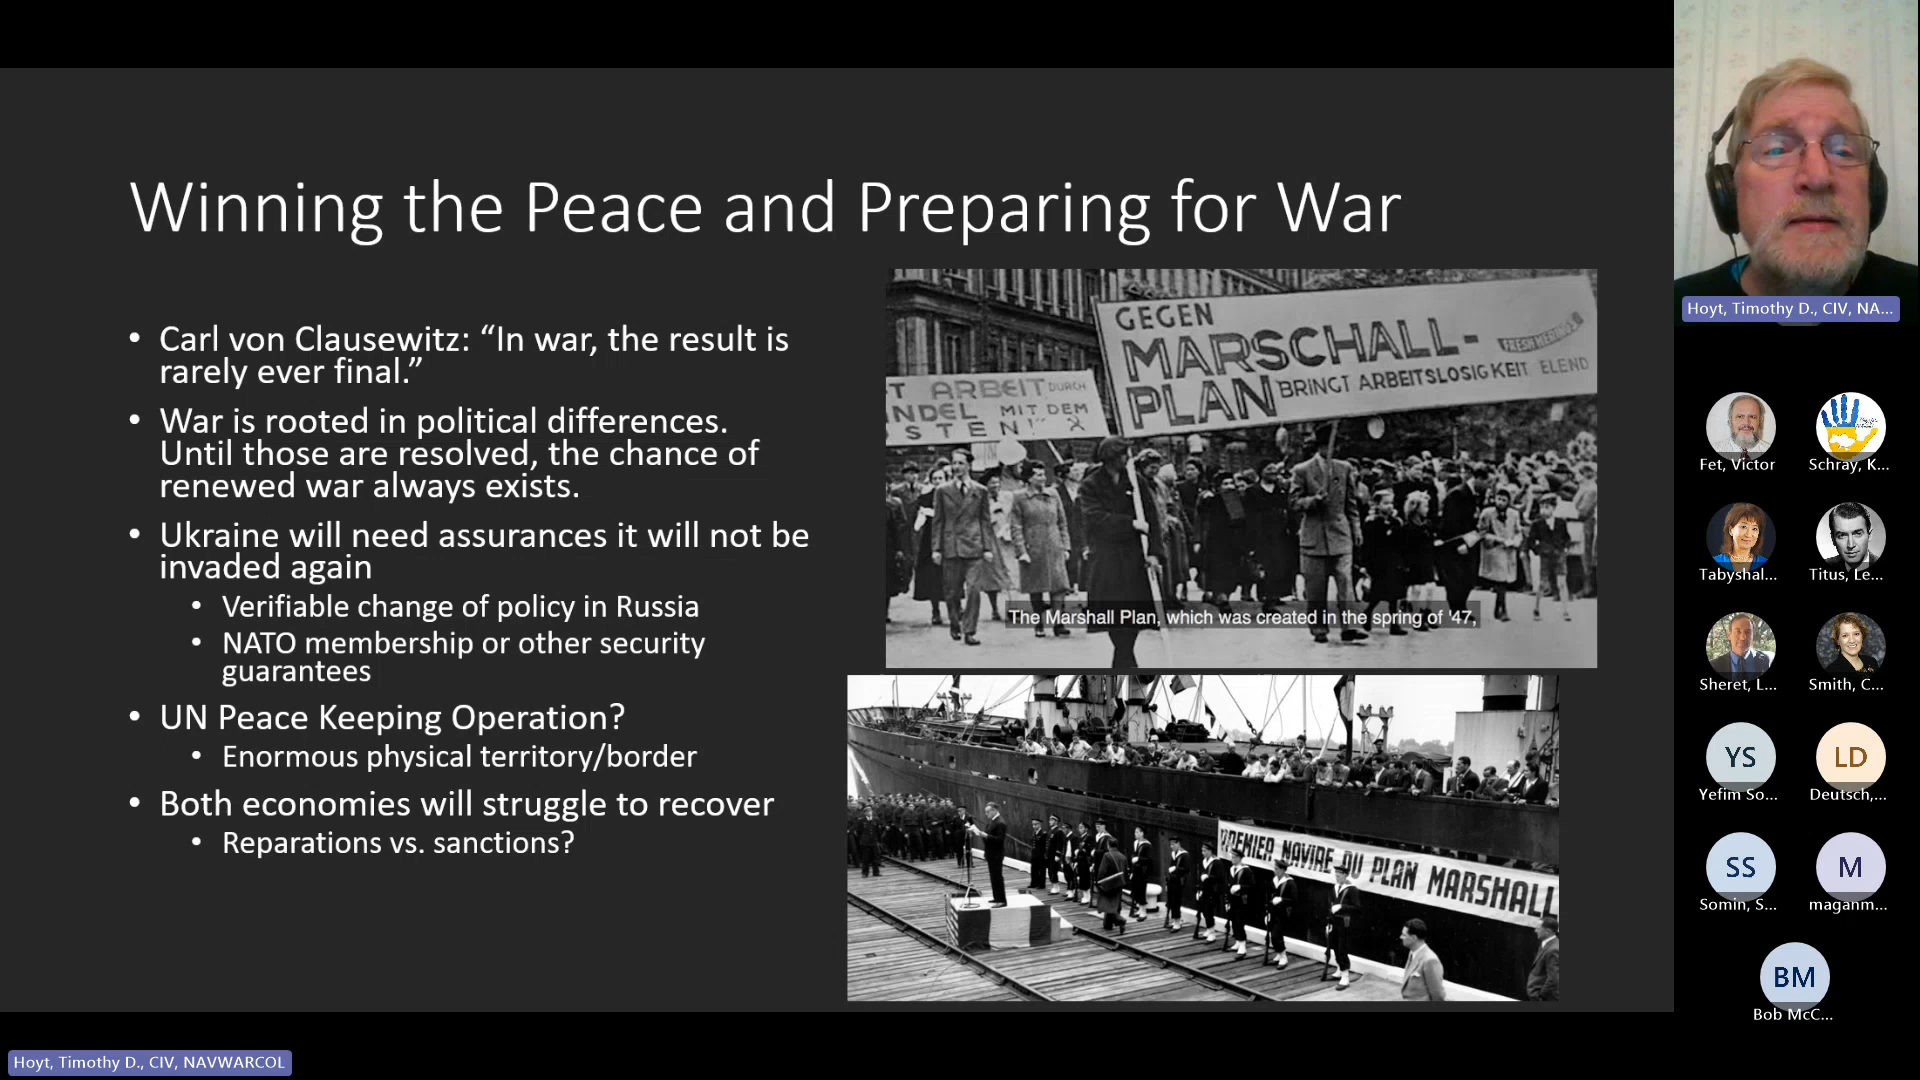 Winning the Peace and Preparing for War
• Carl von Clausewitz: “In war, the result is
rarely ever final.”
• War is rooted in political differences.
Until those are resolved, the chance of
renewed war always exists.
• Ukraine will need assurances it will not be
invaded again
• Verifiable change of policy in Russia
• NATO membership or other security
guarantees
• UN Peace Keeping Operation?
• Enormous physical territory/border
• Both economies will struggle to recover
• Reparations vs. sanctions?
GEGEN
MARSCHALL-
PLAN BRINGT ARBEITSLOSIGKEIT ELEND
T ARBEIT DURCH
NDEL MIT DEM
STEN!
The Marshall Plan, which was created in the spring of '47,
PREMIER NAVIRE DU PLAN MARSHALL
Hoyt, Timothy D., CIV, NA...
Fet, Victor
Schray, K...
Tabyshal...
Titus, Le...
Sheret, L...
Smith, C...
YS
Yefim So...
LD
Deutsch,...
SS
Somin, S...
M
maganm...
BM
Bob McC...
Hoyt, Timothy D., CIV, NAVWARCOL